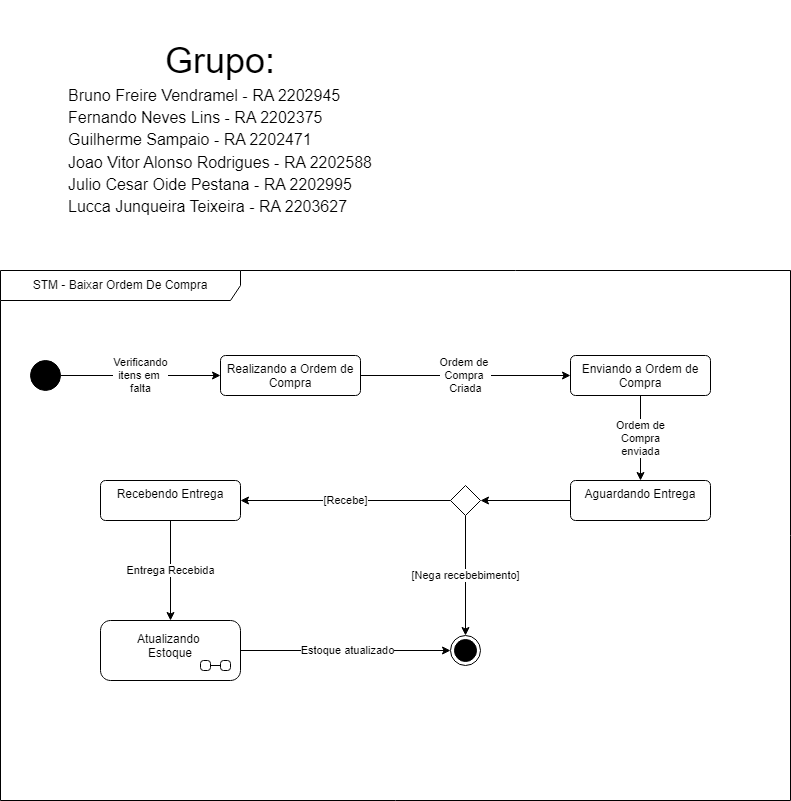 Grupo:
Bruno Freire Vendramel - RA 2202945
Fernando Neves Lins - RA 2202375
Guilherme Sampaio - RA 2202471
Joao Vitor Alonso Rodrigues - RA 2202588
Julio Cesar Oide Pestana - RA 2202995
Lucca Junqueira Teixeira - RA 2203627
STM - Baixar Ordem De Compra
Verificando
itens em
falta
Realizando a Ordem de
Compra
Ordem de
Compra
Criada
Enviando a Ordem de
Compra
Ordem de
Compra
enviada
Aguardando Entrega
[Recebe]
Recebendo Entrega
[Nega recebebimento]
Entrega Recebida
Atualizando
Estoque
Estoque atualizado